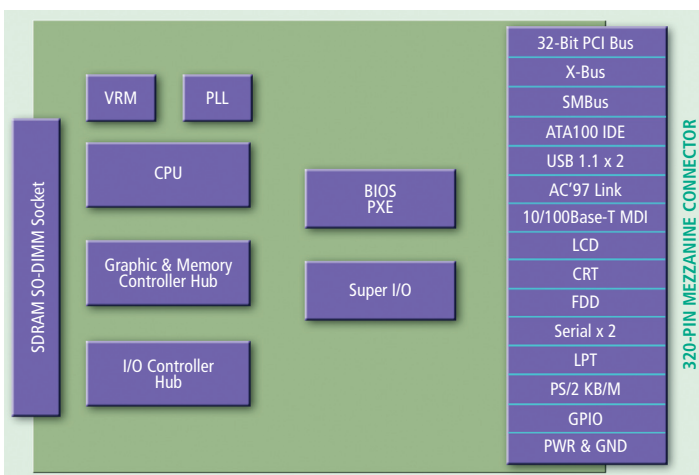 VRM
PLL
CPU
Graphic & Memory
Controller Hub
I/O Controller
Hub
BIOS
PXE
Super I/O
SDRAM SO-DIMM Socket
32-Bit PCI Bus
X-Bus
SMBus
ATA100 IDE
USB 1.1 x 2
AC’97 Link
10/100Base-T MDI
LCD
CRT
FDD
Serial x 2
LPT
PS/2 KB/M
GPIO
PWR & GND
320-PIN MEZZANINE CONNECTOR